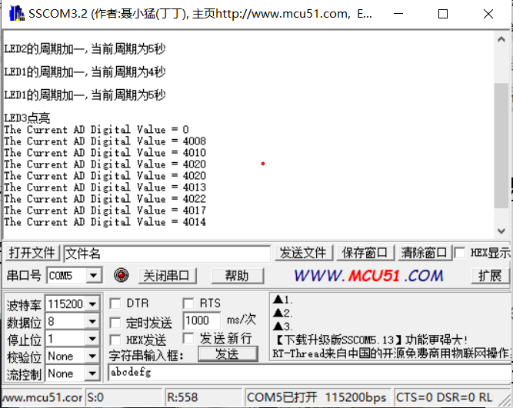 SSCOM3.2 (作者:聂小猛(丁丁), 主页http://www.mcu51.com, E...
LED2的周期加一,当前周期为5秒
LED1的周期加一,当前周期为4秒
LED1的周期加一,当前周期为5秒
LED3点亮
The Current AD Digital Value = 0
The Current AD Digital Value = 4008
The Current AD Digital Value = 4010
The Current AD Digital Value = 4020
The Current AD Digital Value = 4020
The Current AD Digital Value = 4013
The Current AD Digital Value = 4022
The Current AD Digital Value = 4017
The Current AD Digital Value = 4014
打开文件 文件名 发送文件 保存窗口 清除窗口 HEX显示
串口号 COM5 关闭串口 帮助 WWW.MCU51.COM 扩展
波特率 115200 DTR RTS
数据位 8 定时发送 1000 ms/次
停止位 1 HEX发送 发送新行
校验位 None 字符串输入框: 发送
流控制 None abcdefg
▲1.
▲2.
▲3.
【下载升级版SSCOM5.13】功能更强大!
RT-Thread来自中国的开源免费商用物联网操作
www.mcu51.cor S:0 R:558 COM5已打开 115200bps CTS=0 DSR=0 RL